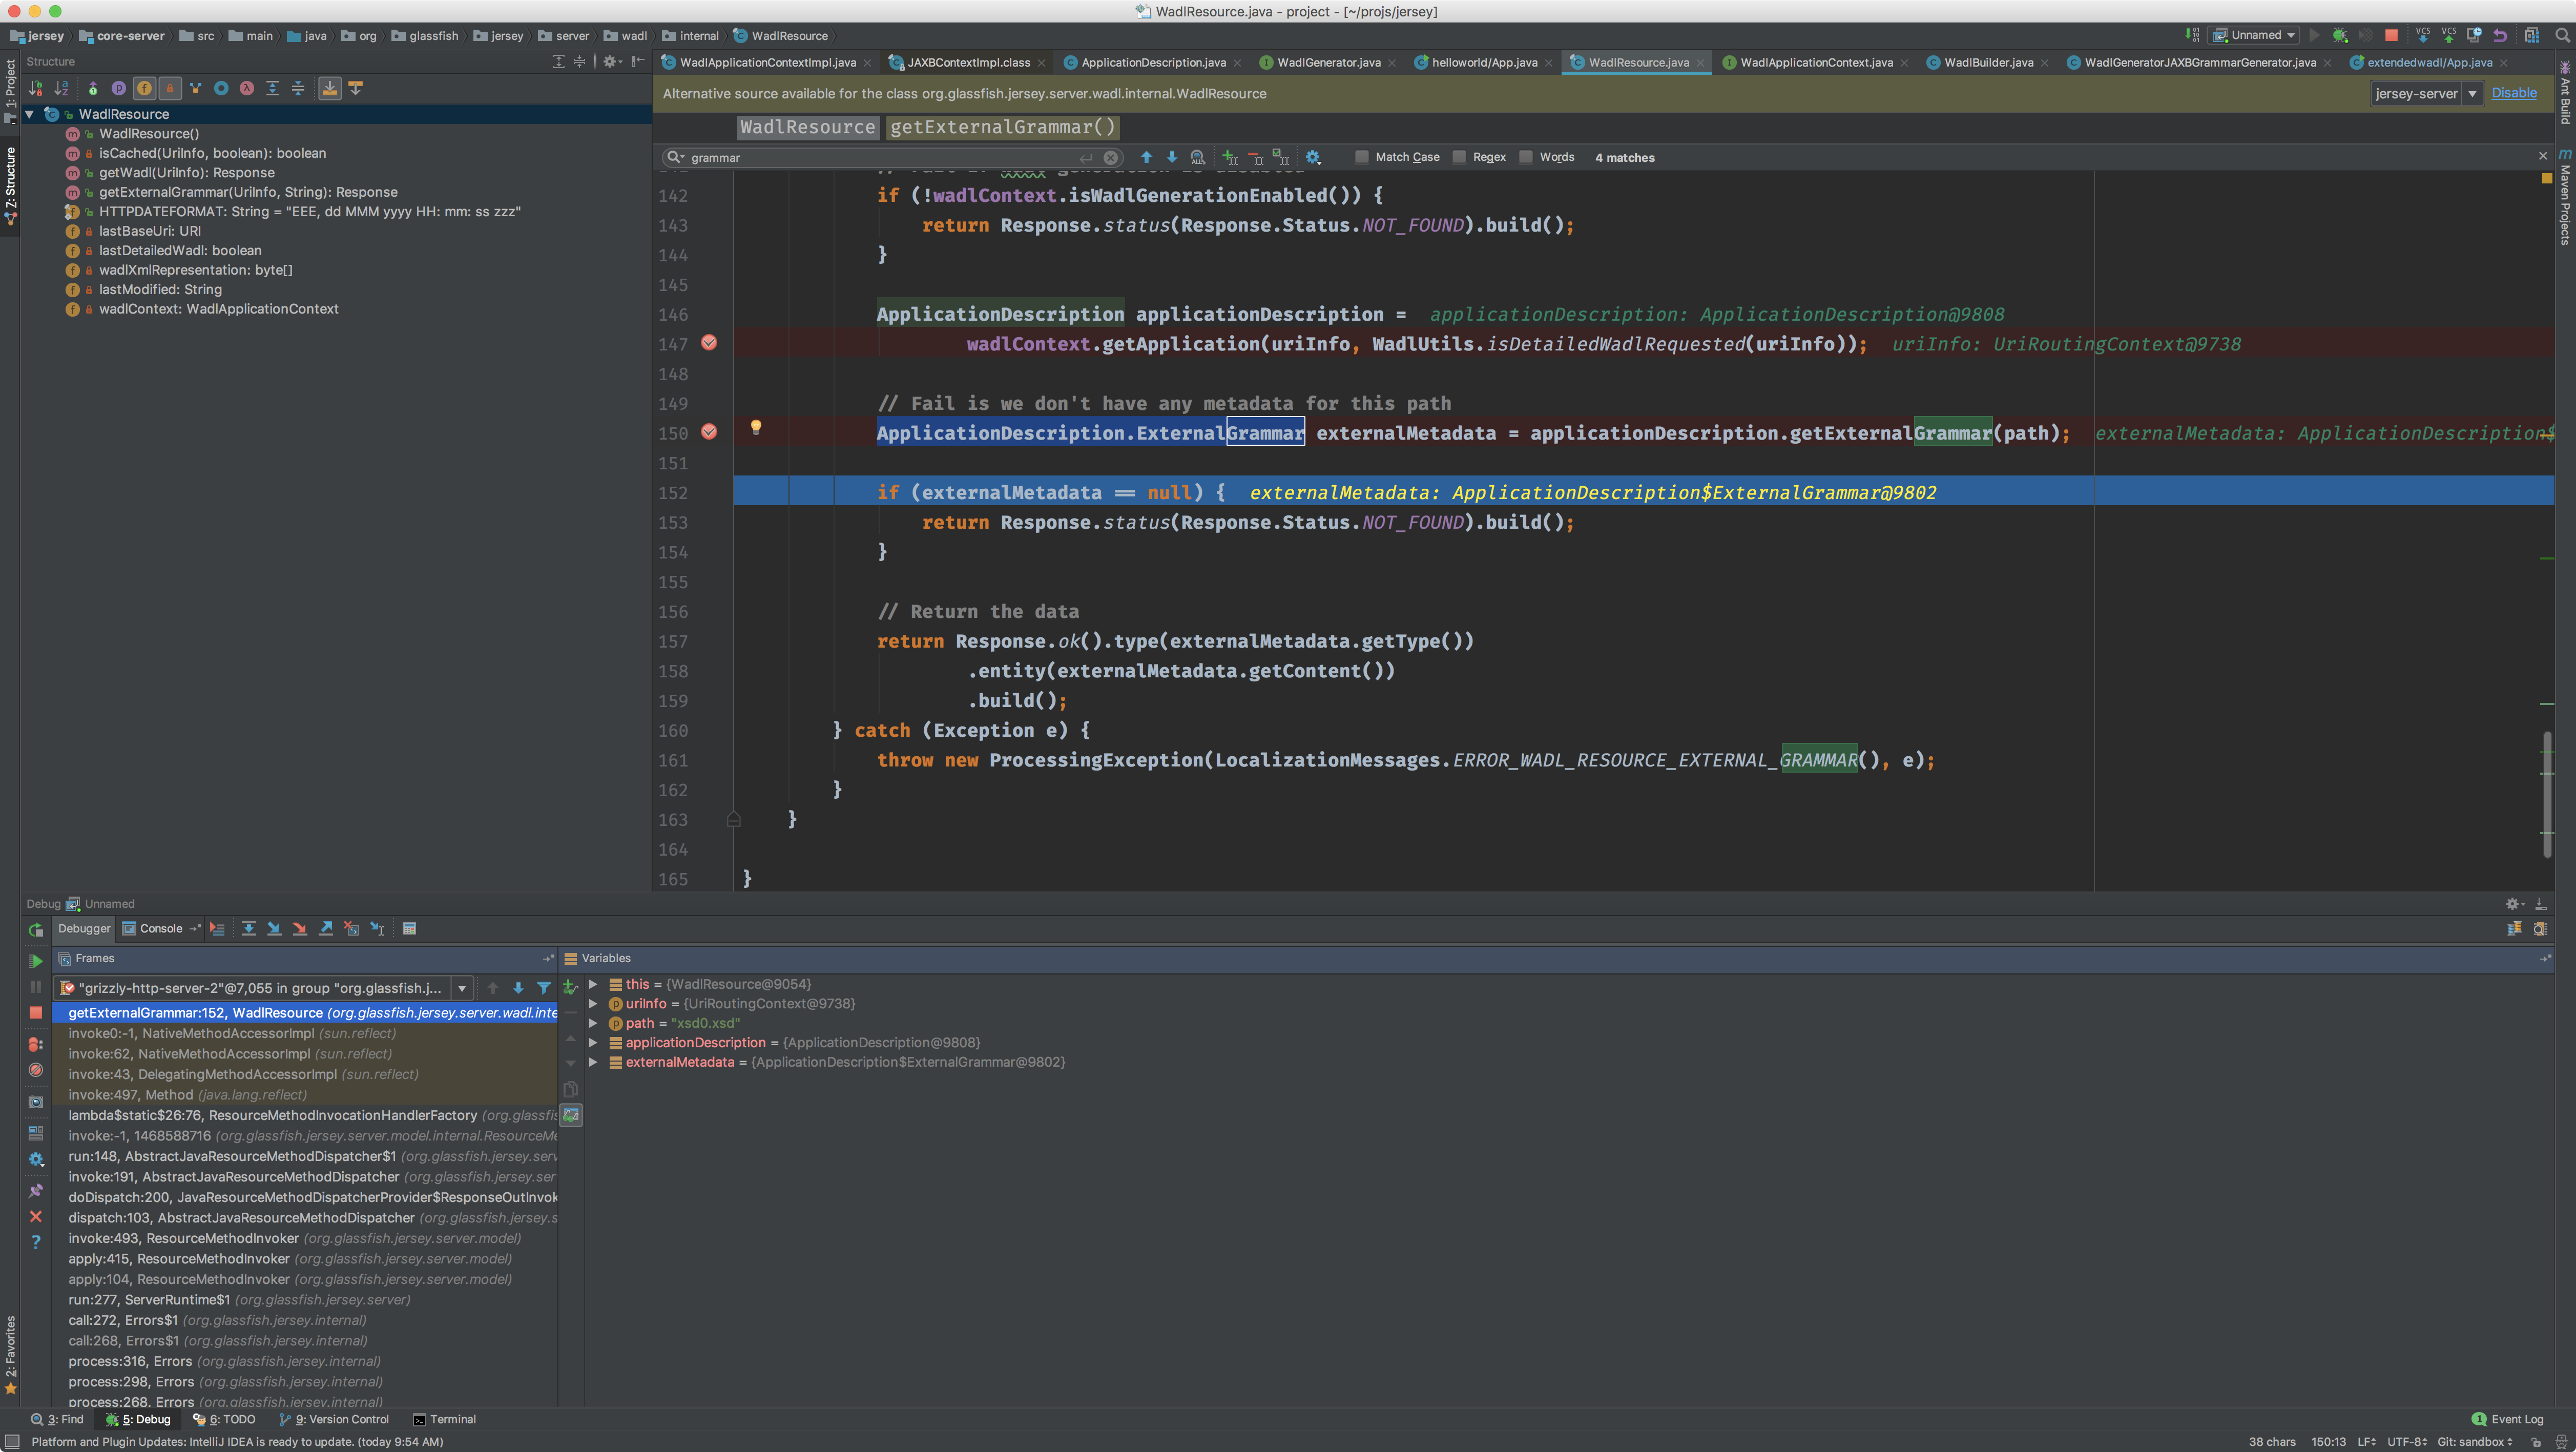 WadlResource.java - project - [~/projs/jersey]
jersey core-server src main java org glassfish jersey server wadl internal WadlResource
Unnamed
VCS VCS
1: Project
Z: Structure
2: Favorites
Ant Build
Maven Projects
Structure
WadlResource
WadlResource()
isCached(UriInfo, boolean): boolean
getWadl(UriInfo): Response
getExternalGrammar(UriInfo, String): Response
HTTPDATEFORMAT: String = "EEE, dd MMM yyyy HH: mm: ss zzz"
lastBaseUri: URI
lastDetailedWadl: boolean
wadlXmlRepresentation: byte[]
lastModified: String
wadlContext: WadlApplicationContext
WadlApplicationContextImpl.java JAXBContextImpl.class ApplicationDescription.java WadlGenerator.java helloworld/App.java WadlResource.java WadlApplicationContext.java WadlBuilder.java WadlGeneratorJAXBGrammarGenerator.java extendedwadl/App.java
Alternative source available for the class org.glassfish.jersey.server.wadl.internal.WadlResource
jersey-server Disable
WadlResource getExternalGrammar()
grammar Match Case Regex Words 4 matches
142 if (!wadlContext.isWadlGenerationEnabled()) {
143 return Response.status(Response.Status.NOT_FOUND).build();
144 }
145
146 ApplicationDescription applicationDescription = applicationDescription: ApplicationDescription@9808
147 wadlContext.getApplication(uriInfo, WadlUtils.isDetailedWadlRequested(uriInfo)); uriInfo: UriRoutingContext@9738
148
149 // Fail is we don't have any metadata for this path
150 ApplicationDescription.ExternalGrammar externalMetadata = applicationDescription.getExternalGrammar(path); externalMetadata: ApplicationDescription$
151
152 if (externalMetadata == null) { externalMetadata: ApplicationDescription$ExternalGrammar@9802
153 return Response.status(Response.Status.NOT_FOUND).build();
154 }
155
156 // Return the data
157 return Response.ok().type(externalMetadata.getType())
158 .entity(externalMetadata.getContent())
159 .build();
160 } catch (Exception e) {
161 throw new ProcessingException(LocalizationMessages.ERROR_WADL_RESOURCE_EXTERNAL_GRAMMAR(), e);
162 }
163 }
164
165 }
Debug Unnamed
Debugger Console
Frames
"grizzly-http-server-2"@7,055 in group "org.glassfish.j...
getExternalGrammar:152, WadlResource (org.glassfish.jersey.server.wadl.inte
invoke0:-1, NativeMethodAccessorImpl (sun.reflect)
invoke:62, NativeMethodAccessorImpl (sun.reflect)
invoke:43, DelegatingMethodAccessorImpl (sun.reflect)
invoke:497, Method (java.lang.reflect)
lambda$static$26:76, ResourceMethodInvocationHandlerFactory (org.glassfis
invoke:-1, 1468588716 (org.glassfish.jersey.server.model.internal.ResourceMe
run:148, AbstractJavaResourceMethodDispatcher$1 (org.glassfish.jersey.serv
invoke:191, AbstractJavaResourceMethodDispatcher (org.glassfish.jersey.ser
doDispatch:200, JavaResourceMethodDispatcherProvider$ResponseOutInvok
dispatch:103, AbstractJavaResourceMethodDispatcher (org.glassfish.jersey.s
invoke:493, ResourceMethodInvoker (org.glassfish.jersey.server.model)
apply:415, ResourceMethodInvoker (org.glassfish.jersey.server.model)
apply:104, ResourceMethodInvoker (org.glassfish.jersey.server.model)
run:277, ServerRuntime$1 (org.glassfish.jersey.server)
call:272, Errors$1 (org.glassfish.jersey.internal)
call:268, Errors$1 (org.glassfish.jersey.internal)
process:316, Errors (org.glassfish.jersey.internal)
process:298, Errors (org.glassfish.jersey.internal)
process:268, Errors (org.glassfish.jersey.internal)
Variables
this = {WadlResource@9054}
uriInfo = {UriRoutingContext@9738}
path = "xsd0.xsd"
applicationDescription = {ApplicationDescription@9808}
externalMetadata = {ApplicationDescription$ExternalGrammar@9802}
3: Find 5: Debug 6: TODO 9: Version Control Terminal 1 Event Log
Platform and Plugin Updates: IntelliJ IDEA is ready to update. (today 9:54 AM) 38 chars 150:13 LF UTF-8 Git: sandbox